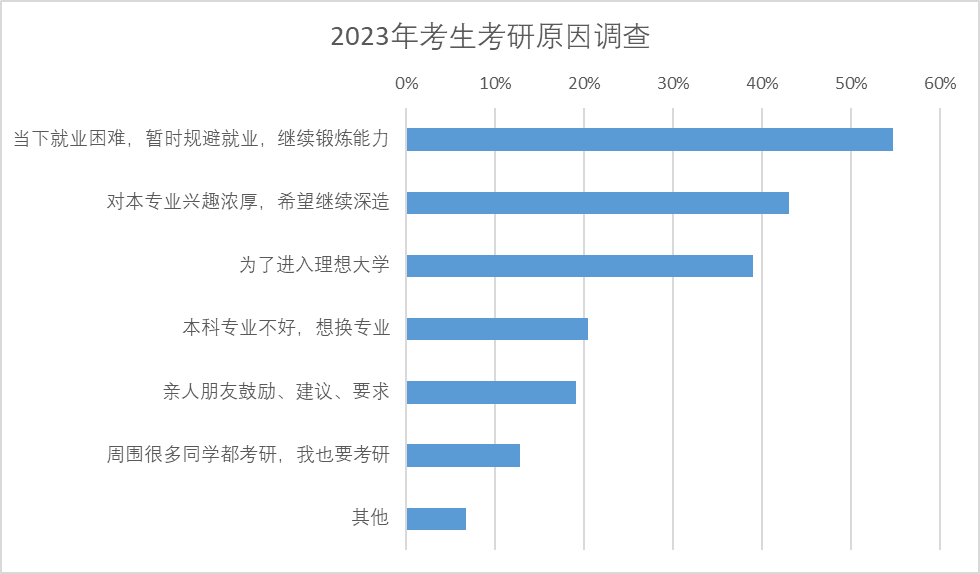 2023年考生考研原因调查
0% 10% 20% 30% 40% 50% 60%
当下就业困难，暂时规避就业，继续锻炼能力
对本专业兴趣浓厚，希望继续深造
为了进入理想大学
本科专业不好，想换专业
亲人朋友鼓励、建议、要求
周围很多同学都考研，我也要考研
其他